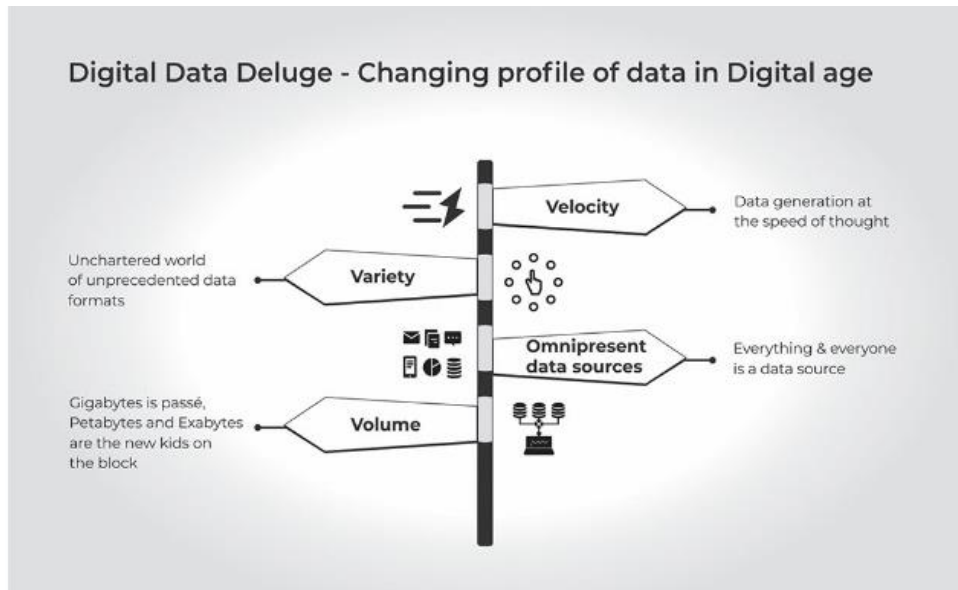 Digital Data Deluge - Changing profile of data in Digital age
Velocity
Data generation at
the speed of thought
Unchartered world
of unprecedented data
formats
Variety
Omnipresent
data sources
Everything & everyone
is a data source
Gigabytes is passé,
Petabytes and Exabytes
are the new kids on
the block
Volume